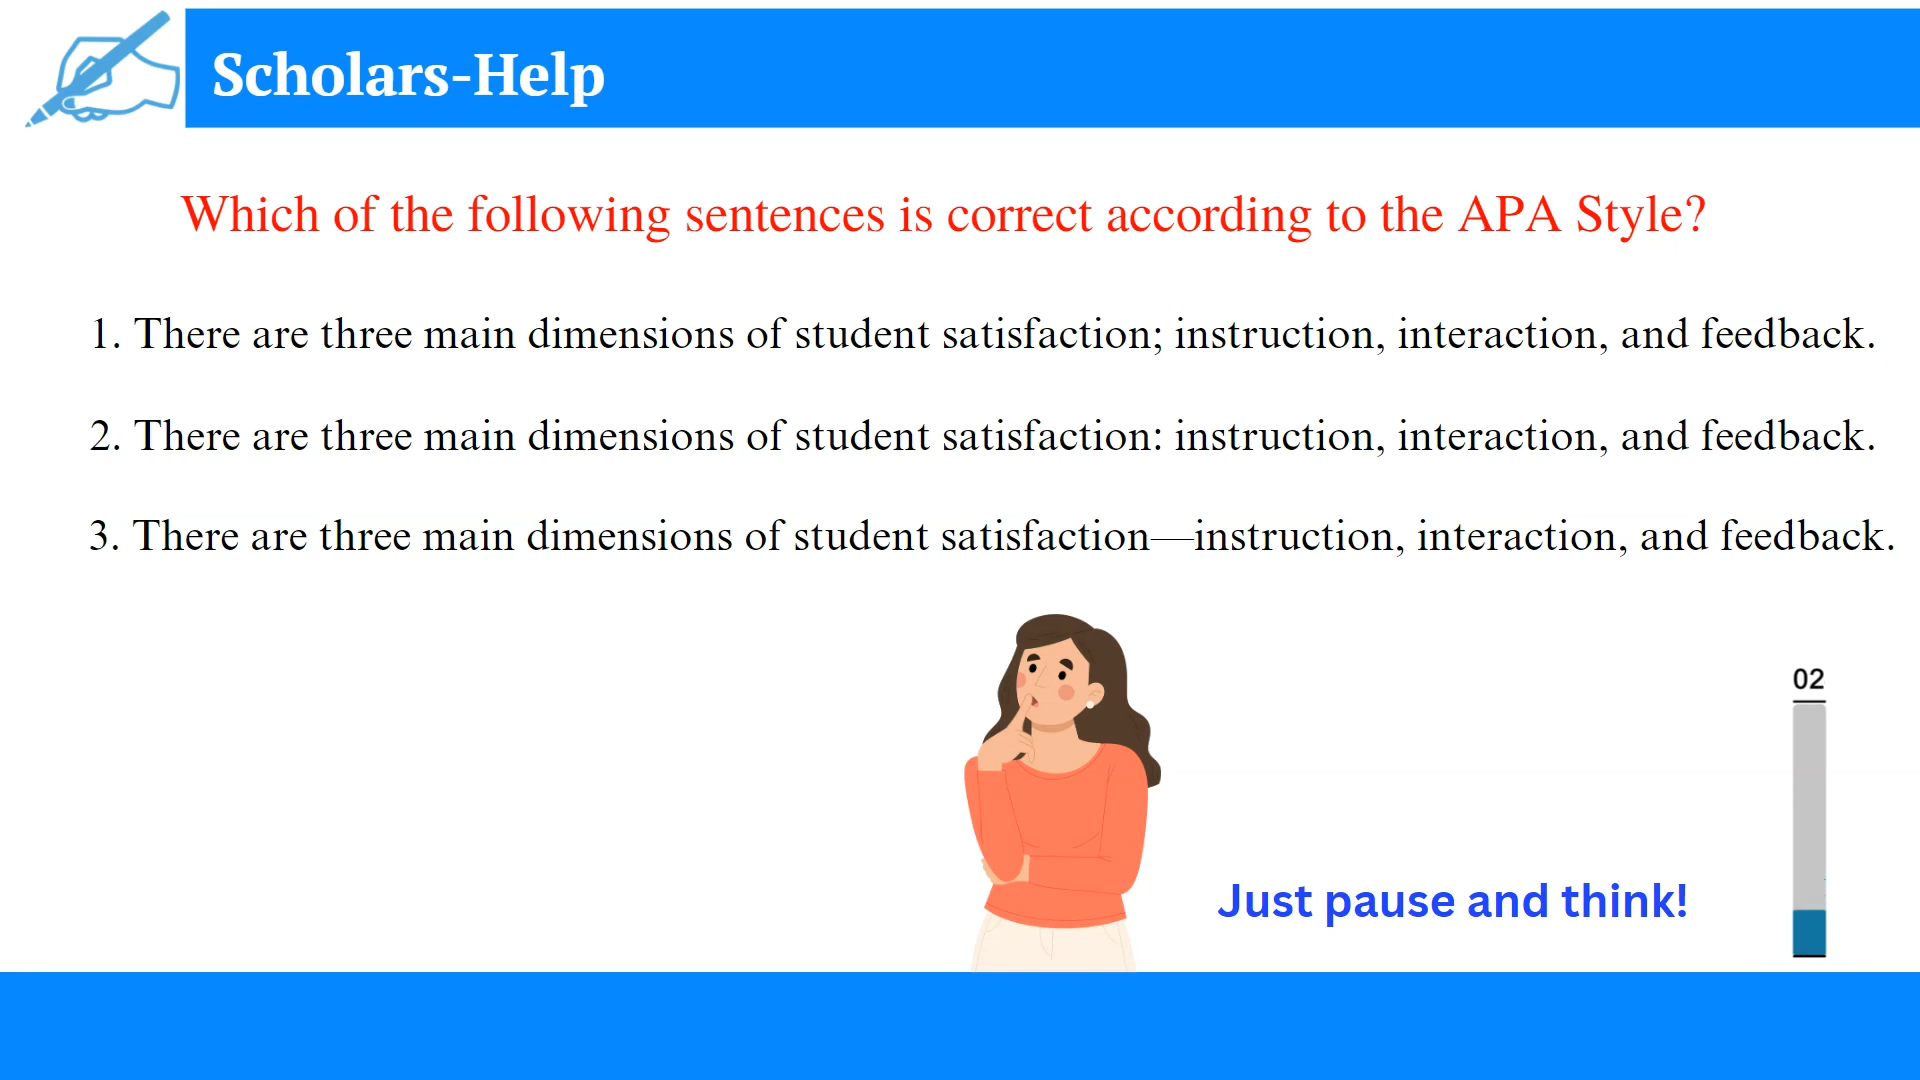 Scholars-Help
Which of the following sentences is correct according to the APA Style?
1. There are three main dimensions of student satisfaction; instruction, interaction, and feedback.
2. There are three main dimensions of student satisfaction: instruction, interaction, and feedback.
3. There are three main dimensions of student satisfaction—instruction, interaction, and feedback.
02
Just pause and think!